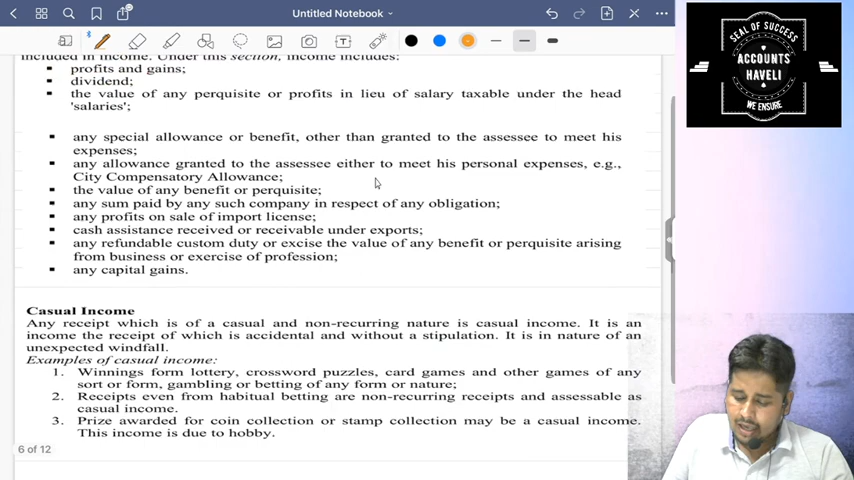 Untitled Notebook
SEAL OF SUCCESS
ACCOUNTS
HAVELI
WE ENSURE
included in income. Under this section, income includes:
▪ profits and gains;
▪ dividend;
▪ the value of any perquisite or profits in lieu of salary taxable under the head
'salaries';
▪ any special allowance or benefit, other than granted to the assessee to meet his
expenses;
▪ any allowance granted to the assessee either to meet his personal expenses, e.g.,
City Compensatory Allowance;
▪ the value of any benefit or perquisite;
▪ any sum paid by any such company in respect of any obligation;
▪ any profits on sale of import license;
▪ cash assistance received or receivable under exports;
▪ any refundable custom duty or excise the value of any benefit or perquisite arising
from business or exercise of profession;
▪ any capital gains.
Casual Income
Any receipt which is of a casual and non-recurring nature is casual income. It is an
income the receipt of which is accidental and without a stipulation. It is in nature of an
unexpected windfall.
Examples of casual income:
1. Winnings form lottery, crossword puzzles, card games and other games of any
sort or form, gambling or betting of any form or nature;
2. Receipts even from habitual betting are non-recurring receipts and assessable as
casual income.
3. Prize awarded for coin collection or stamp collection may be a casual income.
This income is due to hobby.
6 of 12